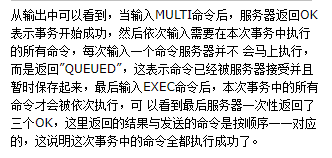 从输出中可以看到，当输入MULTI命令后，服务器返回OK
表示事务开始成功，然后依次输入需要在本次事务中执行
的所有命令，每次输入一个命令服务器并不 会马上执行，
而是返回"QUEUED"，这表示命令已经被服务器接受并且
暂时保存起来，最后输入EXEC命令后，本次事务中的所有
命令才会被依次执行，可 以看到最后服务器一次性返回了
三个OK，这里返回的结果与发送的命令是按顺序一一对应
的，这说明这次事务中的命令全都执行成功了。